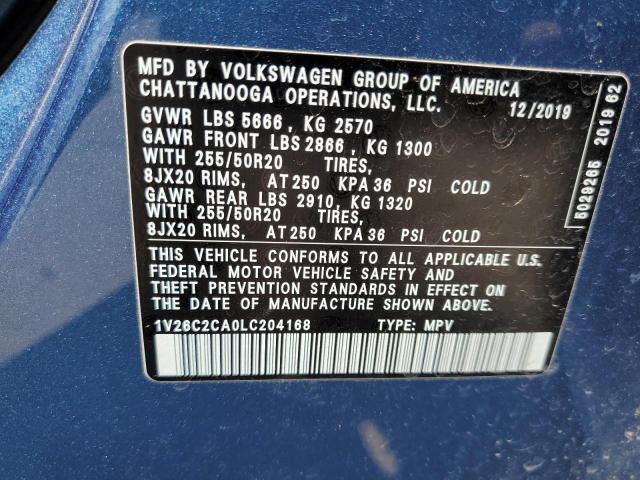 MFD BY VOLKSWAGEN GROUP OF AMERICA
CHATTANOOGA OPERATIONS, LLC.
12/2019
GVWR LBS 5666 , KG 2570
GAWR FRONT LBS 2866 , KG 1300
WITH 255/50R20 TIRES,
8JX20 RIMS, AT 250 KPA 36 PSI COLD
GAWR REAR LBS 2910, KG 1320
WITH 255/50R20 TIRES,
8JX20 RIMS, AT 250 KPA 36 PSI COLD
THIS VEHICLE CONFORMS TO ALL APPLICABLE U.S.
FEDERAL MOTOR VEHICLE SAFETY AND
THEFT PREVENTION STANDARDS IN EFFECT ON
THE DATE OF MANUFACTURE SHOWN ABOVE.
1V26C2CA0LC204168 TYPE: MPV
5029265 2019 62